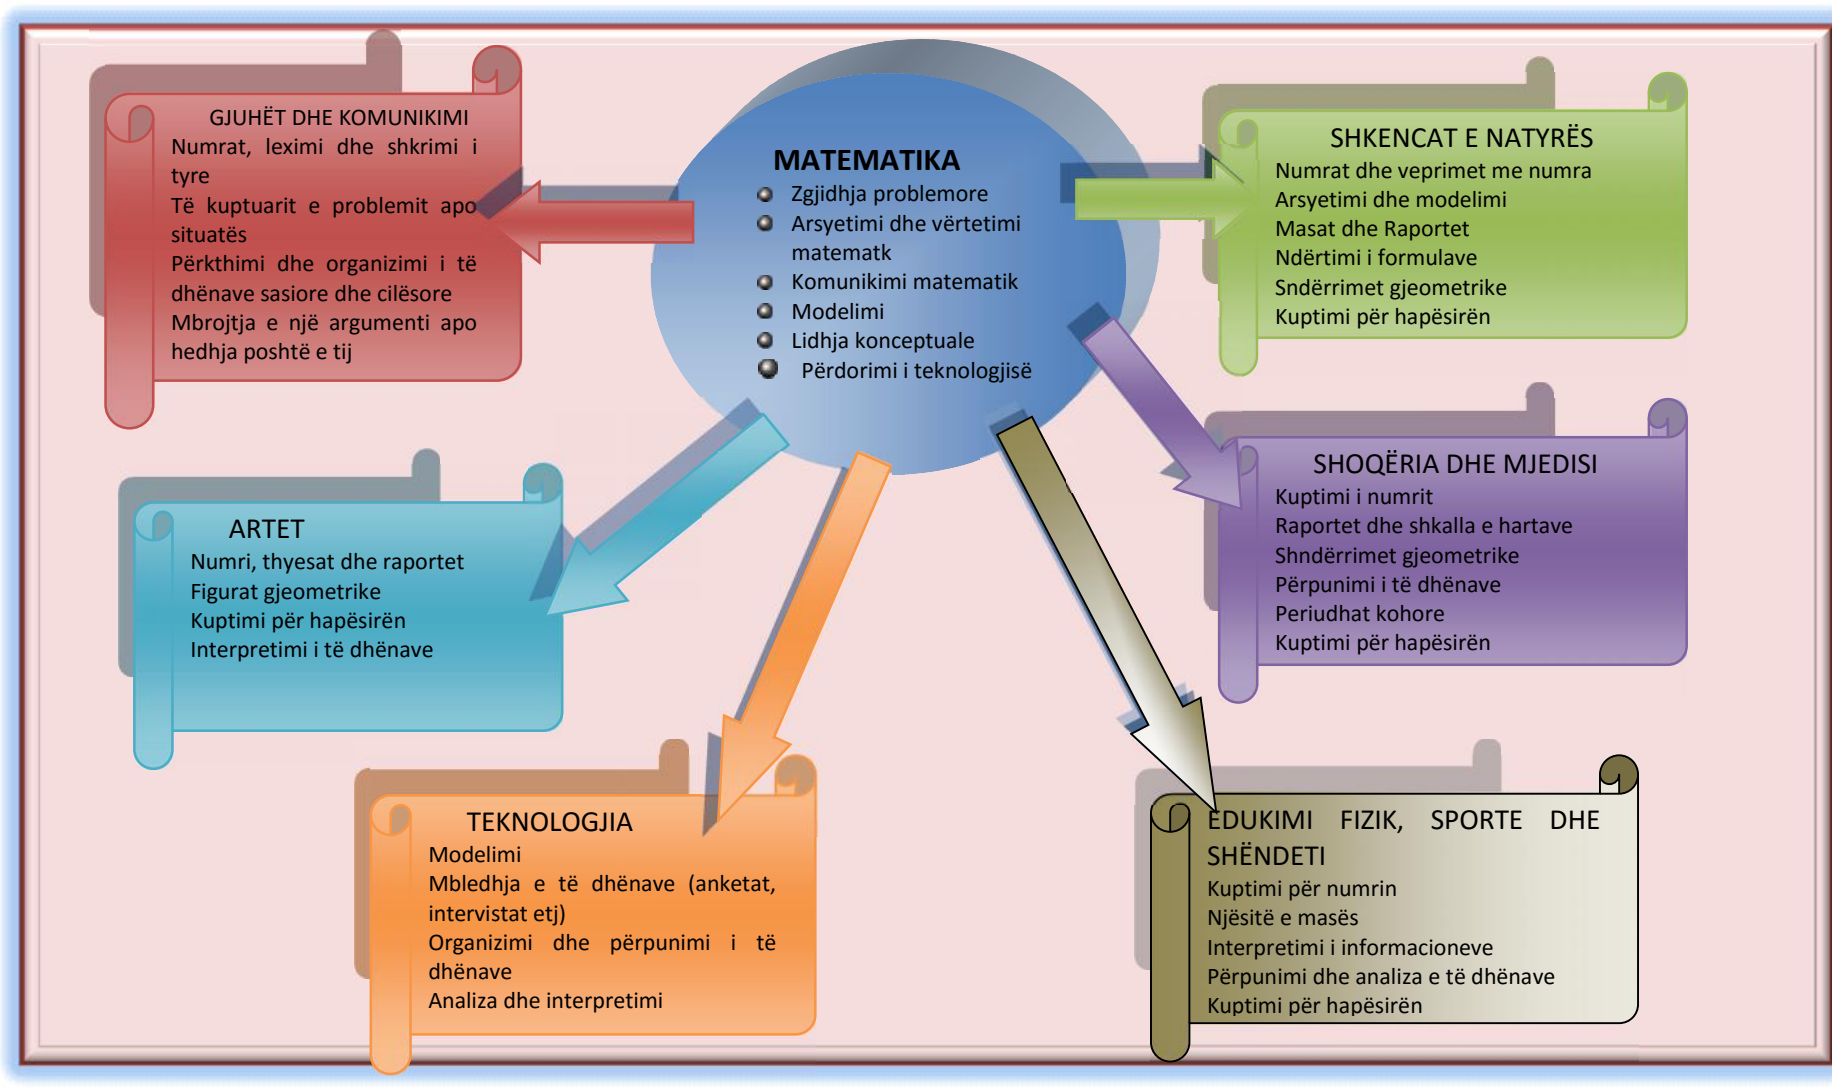 GJUHËT DHE KOMUNIKIMI
Numrat, leximi dhe shkrimi i
tyre
Të kuptuarit e problemit apo
situatës
Përkthimi dhe organizimi i të
dhënave sasiore dhe cilësore
Mbrojtja e një argumenti apo
hedhja poshtë e tij
MATEMATIKA
Zgjidhja problemore
Arsyetimi dhe vërtetimi
matematk
Komunikimi matematik
Modelimi
Lidhja konceptuale
Përdorimi i teknologjisë
SHKENCAT E NATYRËS
Numrat dhe veprimet me numra
Arsyetimi dhe modelimi
Masat dhe Raportet
Ndërtimi i formulave
Sndërrimet gjeometrike
Kuptimi për hapësirën
ARTET
Numri, thyesat dhe raportet
Figurat gjeometrike
Kuptimi për hapësirën
Interpretimi i të dhënave
SHOQËRIA DHE MJEDISI
Kuptimi i numrit
Raportet dhe shkalla e hartave
Shndërrimet gjeometrike
Përpunimi i të dhënave
Periudhat kohore
Kuptimi për hapësirën
TEKNOLOGJIA
Modelimi
Mbledhja e të dhënave (anketat,
intervistat etj)
Organizimi dhe përpunimi i të
dhënave
Analiza dhe interpretimi
EDUKIMI FIZIK, SPORTE DHE
SHËNDETI
Kuptimi për numrin
Njësitë e masës
Interpretimi i informacioneve
Përpunimi dhe analiza e të dhënave
Kuptimi për hapësirën